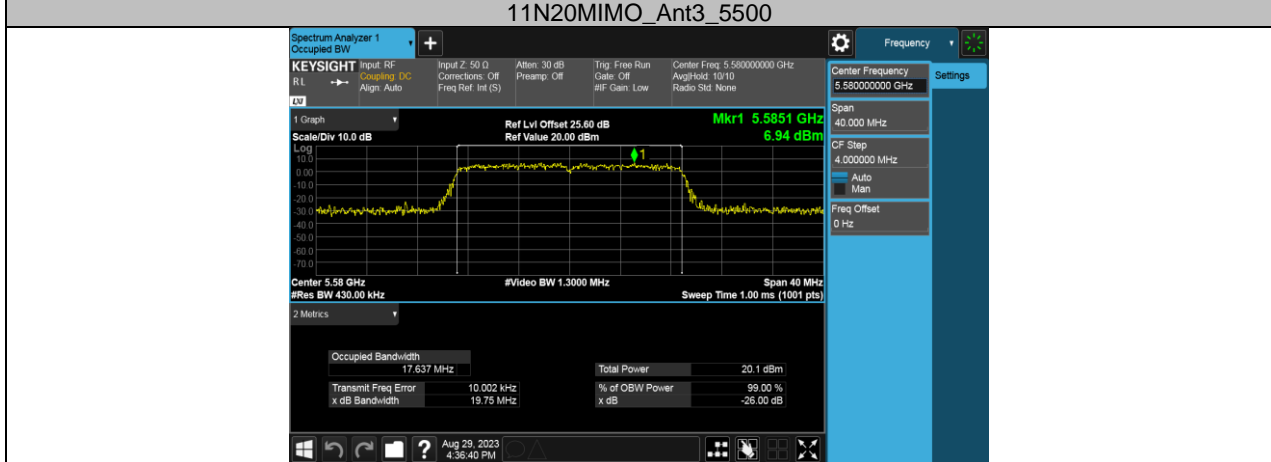 11N20MIMO_Ant3_5500
Spectrum Analyzer 1
Occupied BW
Frequency
KEYSIGHT
RL
LXI
Input: RF
Coupling: DC
Align: Auto
Input Z: 50 Ω
Corrections: Off
Freq Ref: Int (S)
Atten: 30 dB
Preamp: Off
Trig: Free Run
Gate: Off
#IF Gain: Low
Center Freq: 5.580000000 GHz
Avg|Hold: 10/10
Radio Std: None
Center Frequency
5.580000000 GHz
Settings
Span
40.000 MHz
CF Step
4.000000 MHz
Auto
Man
Freq Offset
0 Hz
1 Graph
Scale/Div 10.0 dB
Ref Lvl Offset 25.60 dB
Ref Value 20.00 dBm
Mkr1 5.5851 GHz
6.94 dBm
Log
10.0
0.00
-10.0
-20.0
-30.0
-40.0
-50.0
-60.0
-70.0
1
Center 5.58 GHz
#Video BW 1.3000 MHz
Span 40 MHz
#Res BW 430.00 kHz
Sweep Time 1.00 ms (1001 pts)
2 Metrics
Occupied Bandwidth
17.637 MHz
Total Power 20.1 dBm
Transmit Freq Error 10.002 kHz
% of OBW Power 99.00 %
x dB Bandwidth 19.75 MHz
x dB -26.00 dB
?
Aug 29, 2023
4:36:40 PM